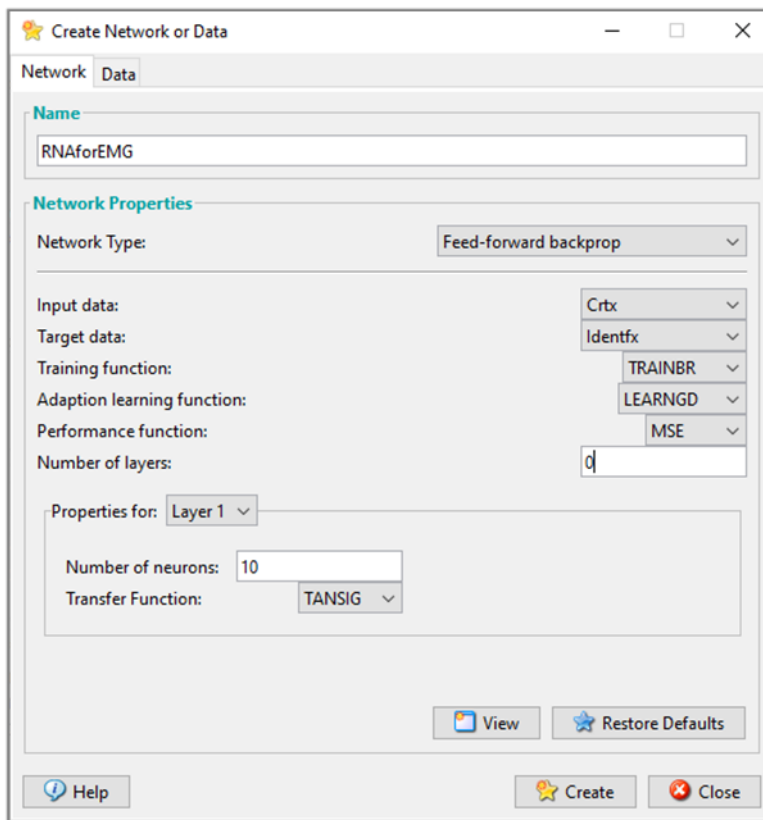 Create Network or Data
Network Data
Name
RNAforEMG
Network Properties
Network Type: Feed-forward backprop
Input data: Crtx
Target data: Identfx
Training function: TRAINBR
Adaption learning function: LEARNGD
Performance function: MSE
Number of layers: 0
Properties for: Layer 1
Number of neurons: 10
Transfer Function: TANSIG
View Restore Defaults
Help Create Close